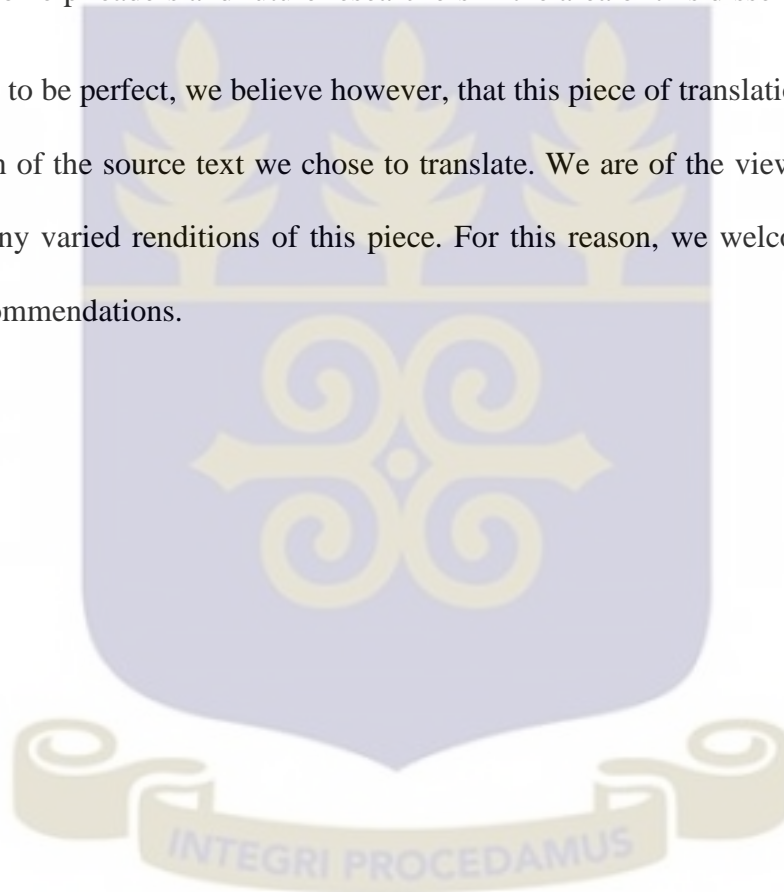 to be perfect, we believe however, that this piece of translatio
of the source text we chose to translate. We are of the view
ny varied renditions of this piece. For this reason, we welc
ommendations.
INTEGRI PROCEDAMUS